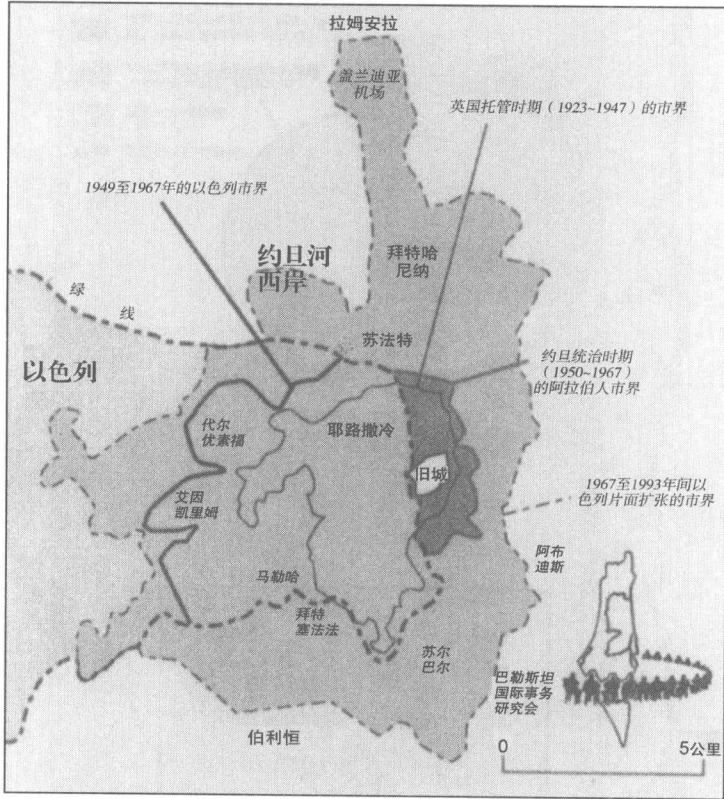 拉姆安拉
盖兰迪亚
机场
英国托管时期（1923~1947）的市界
1949至1967年的以色列市界
约旦河
西岸
拜特哈
尼纳
绿
线
苏法特
以色列
约旦统治时期
（1950~1967）
的阿拉伯人市界
代尔
优素福
耶路撒冷
旧城
1967至1993年间以
色列片面扩张的市界
艾因
凯里姆
阿布
迪斯
马勒哈
拜特
塞法法
苏尔
巴尔
巴勒斯坦
国际事务
研究会
伯利恒
0
5公里